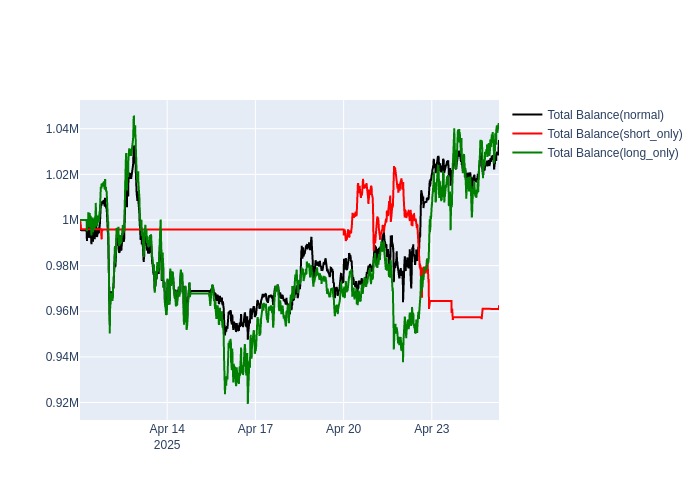 1.04M
1.02M
1M
0.98M
0.96M
0.94M
0.92M
Apr 14
2025
Apr 17
Apr 20
Apr 23
Total Balance(normal)
Total Balance(short_only)
Total Balance(long_only)